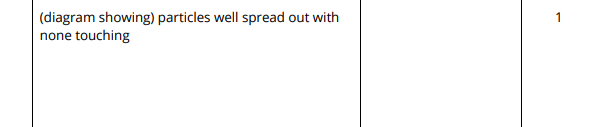 (diagram showing) particles well spread out with
none touching
1